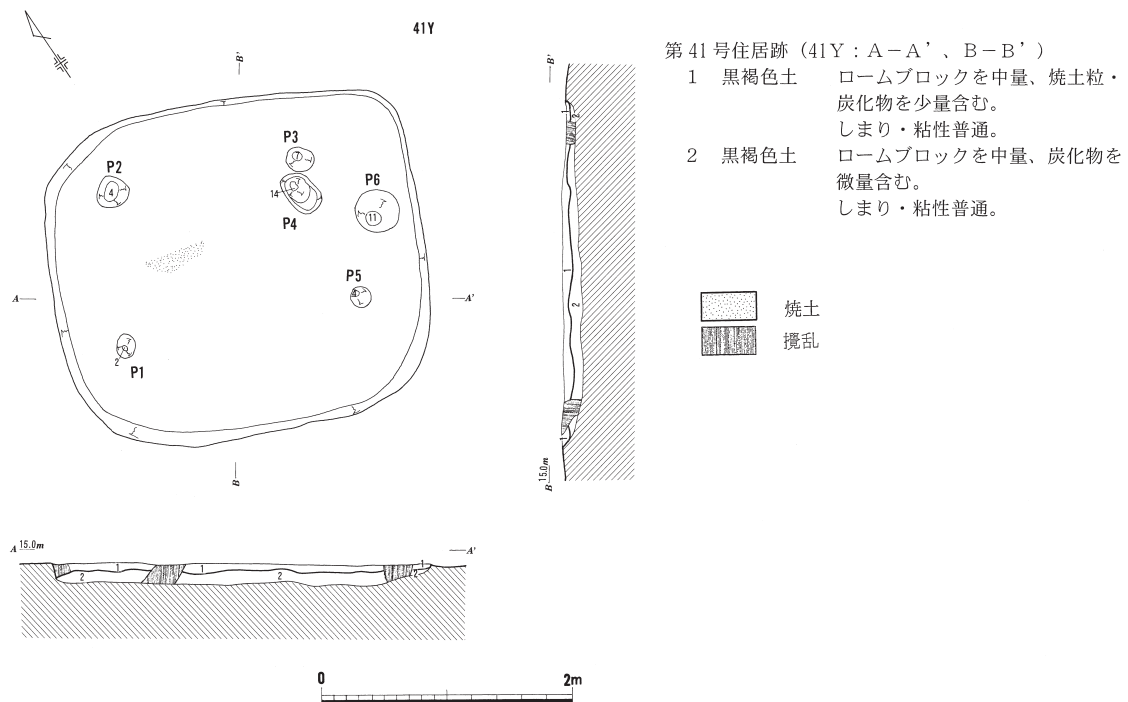 41Y
B'
P3
7
P2
4
P6
14
11
P4
P5
A
A'
2
P1
B
B'
1
2
1
2
1
B 15.0m
第 41 号住居跡（41Ｙ：Ａ－Ａ’、Ｂ－Ｂ’）
1 黒褐色土 ロームブロックを中量、焼土粒・
炭化物を少量含む。
しまり・粘性普通。
2 黒褐色土 ロームブロックを中量、炭化物を
微量含む。
しまり・粘性普通。
焼土
攪乱
A 15.0m
A'
1 1 1
2 2 2
0 2m